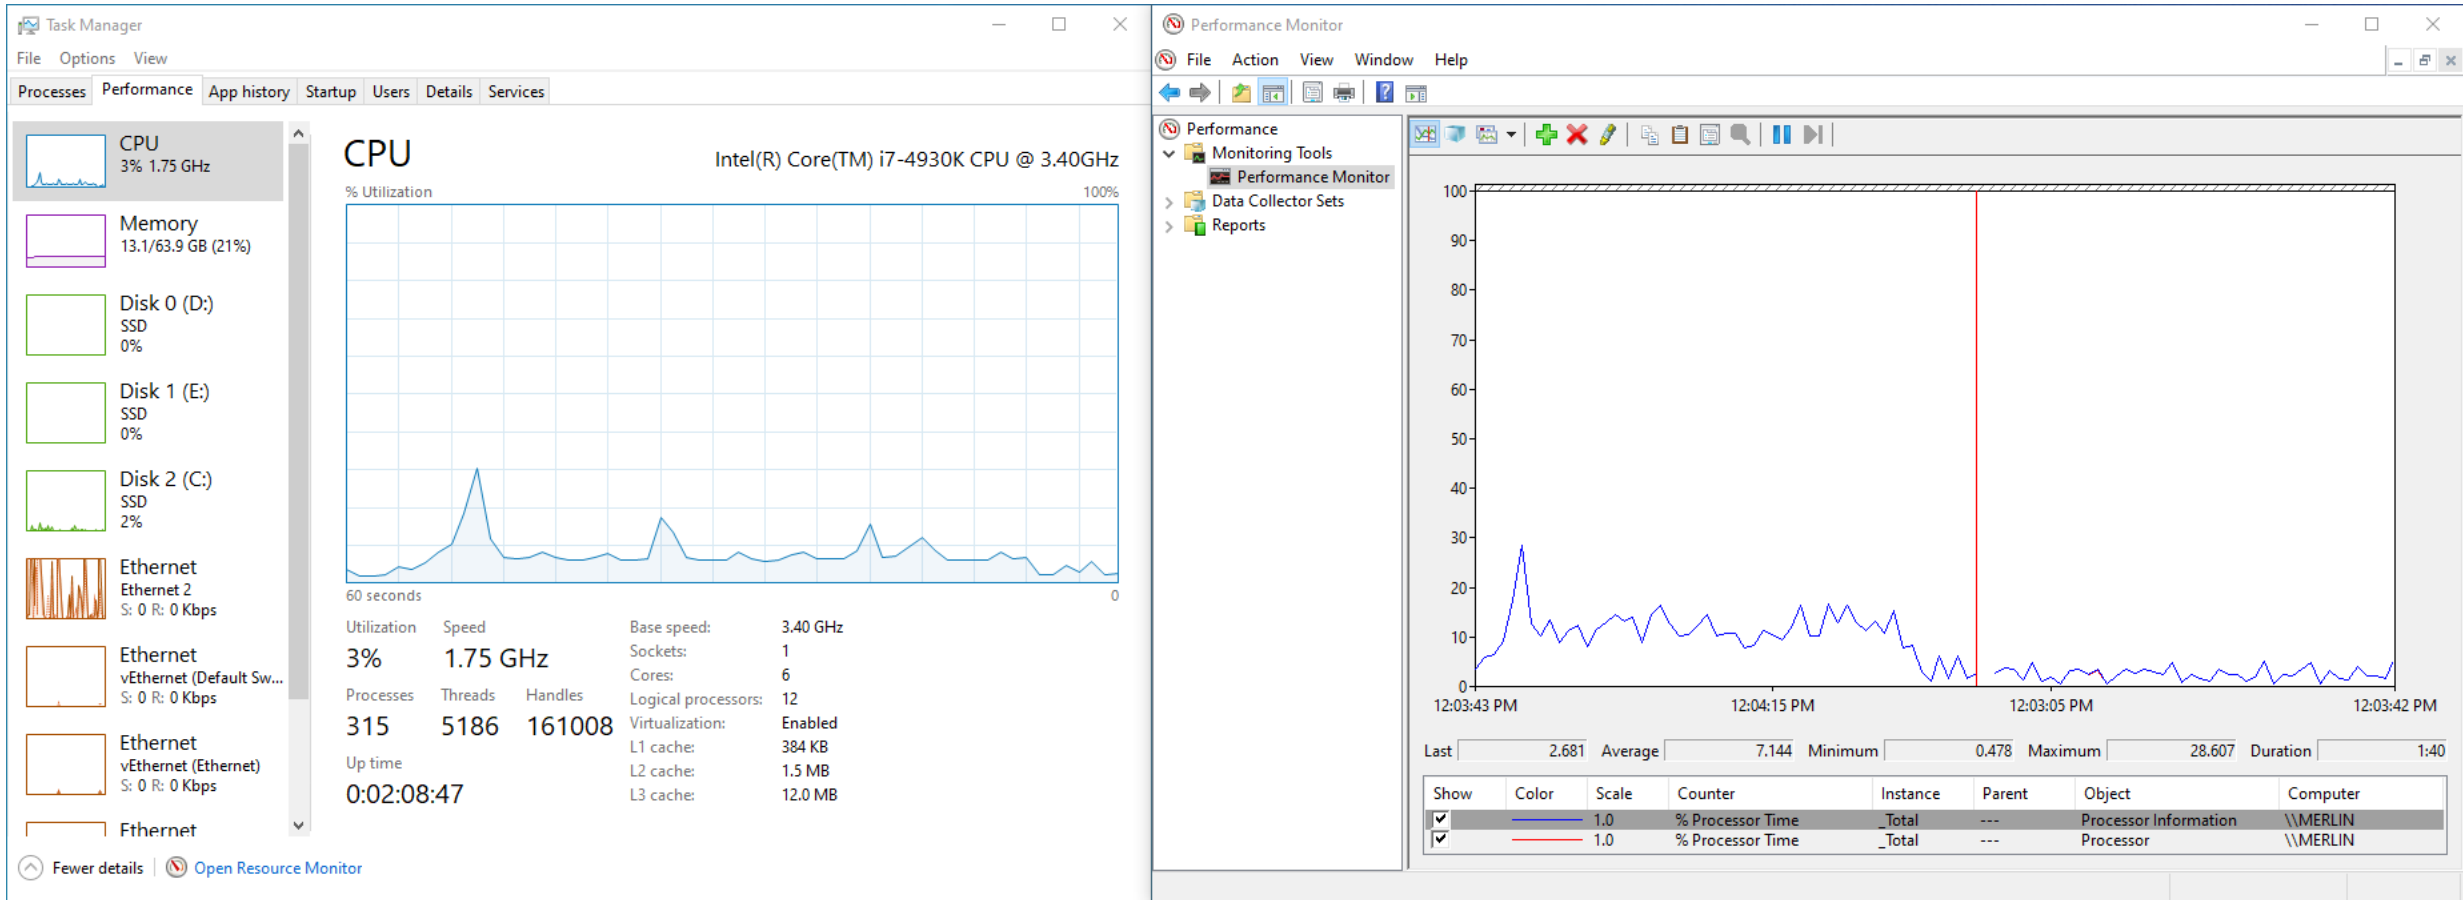 Task Manager
File Options View
Processes Performance App history Startup Users Details Services
CPU
3% 1.75 GHz
Memory
13.1/63.9 GB (21%)
Disk 0 (D:)
SSD
0%
Disk 1 (E:)
SSD
0%
Disk 2 (C:)
SSD
2%
Ethernet
Ethernet 2
S: 0 R: 0 Kbps
Ethernet
vEthernet (Default Sw...
S: 0 R: 0 Kbps
Ethernet
vEthernet (Ethernet)
S: 0 R: 0 Kbps
Ethernet
CPU Intel(R) Core(TM) i7-4930K CPU @ 3.40GHz
% Utilization 100%
60 seconds 0
Utilization Speed
3% 1.75 GHz
Processes Threads Handles
315 5186 161008
Up time
0:02:08:47
Base speed: 3.40 GHz
Sockets: 1
Cores: 6
Logical processors: 12
Virtualization: Enabled
L1 cache: 384 KB
L2 cache: 1.5 MB
L3 cache: 12.0 MB
Fewer details Open Resource Monitor
Performance Monitor
File Action View Window Help
Performance
Monitoring Tools
Performance Monitor
Data Collector Sets
Reports
100
90
80
70
60
50
40
30
20
10
0
12:03:43 PM 12:04:15 PM 12:03:05 PM 12:03:42 PM
Last 2.681 Average 7.144 Minimum 0.478 Maximum 28.607 Duration 1:40
Show Color Scale Counter Instance Parent Object Computer
1.0 % Processor Time _Total --- Processor Information \\MERLIN
1.0 % Processor Time _Total --- Processor \\MERLIN